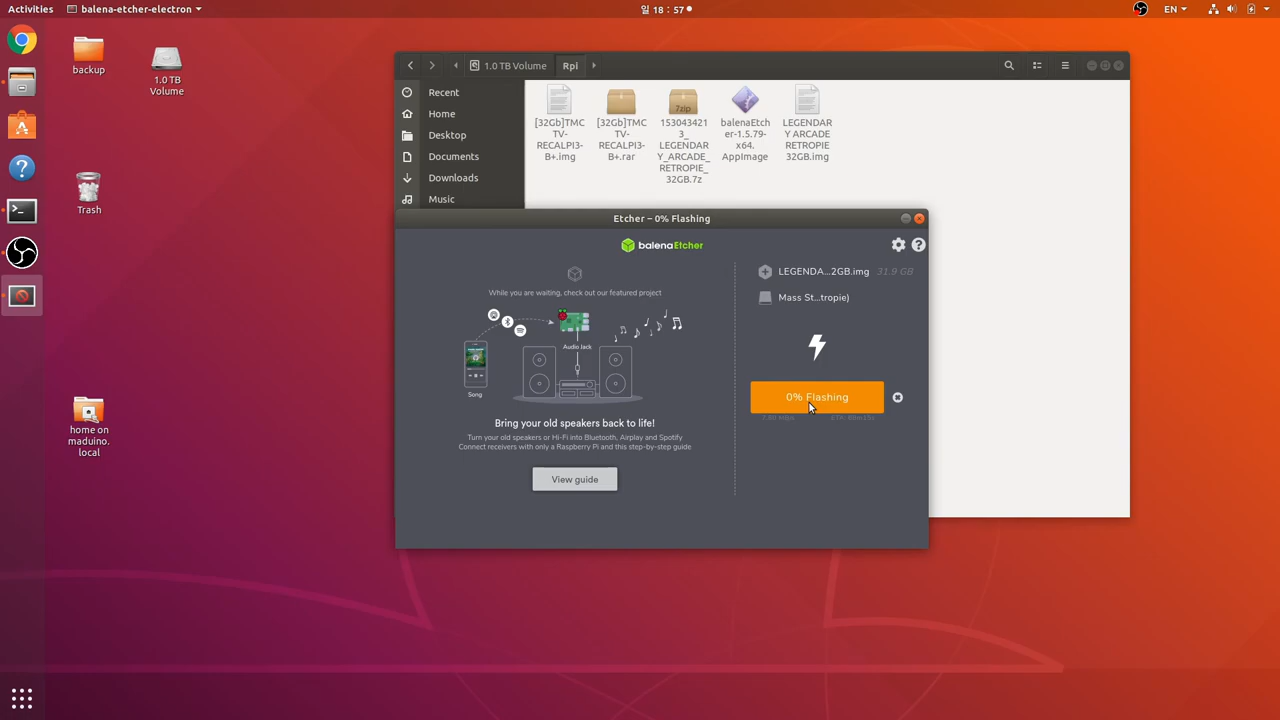 Activities
balena-etcher-electron
일 18 : 57
EN
backup
1.0 TB
Volume
Trash
home on
maduino.
local
1.0 TB Volume
Rpi
Recent
Home
Desktop
Documents
Downloads
Music
[32Gb]TMC
TV-
RECALPI3-
B+.img
[32Gb]TMC
TV-
RECALPI3-
B+.rar
7zip
153043421
3_
LEGENDAR
Y_ARCADE_
RETROPIE_
32GB.7z
balenaEtch
er-1.5.79-
x64.
AppImage
LEGENDAR
Y ARCADE
RETROPIE
32GB.img
Etcher – 0% Flashing
balenaEtcher
While you are waiting, check out our featured project
Audio Jack
Song
Bring your old speakers back to life!
Turn your old speakers or Hi-Fi into Bluetooth, Airplay and Spotify
Connect receivers with only a Raspberry Pi and this step-by-step guide
View guide
LEGENDA...2GB.img 31.9 GB
Mass St...tropie)
0% Flashing